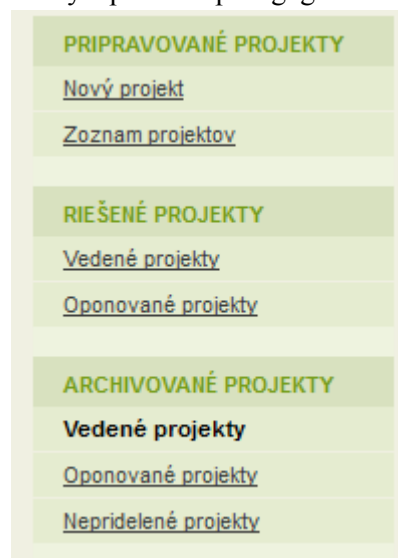 PRIPRAVOVANÉ PROJEKTY
Nový projekt
Zoznam projektov
RIEŠENÉ PROJEKTY
Vedené projekty
Oponované projekty
ARCHIVOVANÉ PROJEKTY
Vedené projekty
Oponované projekty
Nepridelené projekty